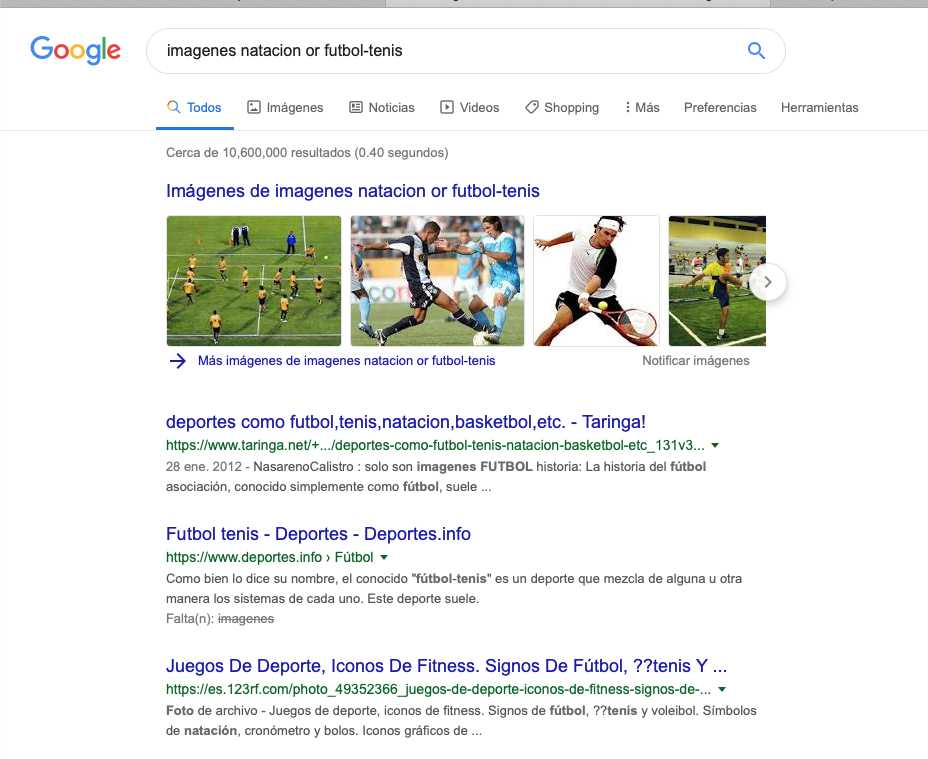 Google
imagenes natacion or futbol-tenis
Todos Imágenes Noticias Videos Shopping Más Preferencias Herramientas
Cerca de 10,600,000 resultados (0.40 segundos)
Imágenes de imagenes natacion or futbol-tenis
Más imágenes de imagenes natacion or futbol-tenis
Notificar imágenes
deportes como futbol,tenis,natacion,basketbol,etc. - Taringa!
https://www.taringa.net/+.../deportes-como-futbol-tenis-natacion-basketbol-etc_131v3...
28 ene. 2012 - NasarenoCalistro : solo son imagenes FUTBOL historia: La historia del fútbol
asociación, conocido simplemente como fútbol, suele ...
Futbol tenis - Deportes - Deportes.info
https://www.deportes.info › Fútbol
Como bien lo dice su nombre, el conocido "fútbol-tenis" es un deporte que mezcla de alguna u otra
manera los sistemas de cada uno. Este deporte suele.
Falta(n): imagenes
Juegos De Deporte, Iconos De Fitness. Signos De Fútbol, ??tenis Y ...
https://es.123rf.com/photo_49352366_juegos-de-deporte-iconos-de-fitness-signos-de-...
Foto de archivo - Juegos de deporte, iconos de fitness. Signos de fútbol, ??tenis y voleibol. Símbolos
de natación, cronómetro y bolos. Iconos gráficos de ...